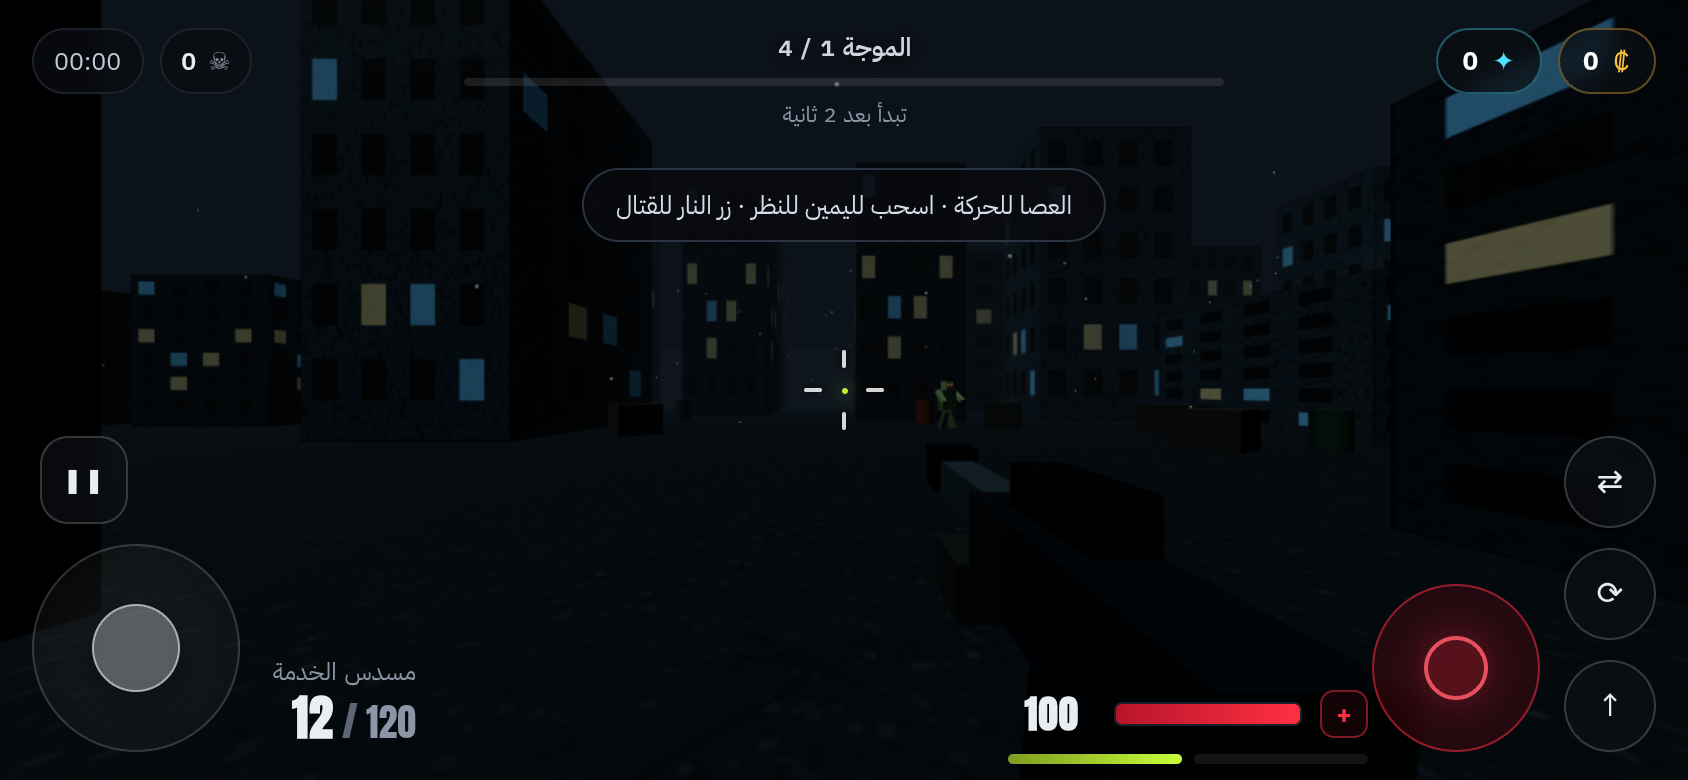 00:00
0
الموجة 1 / 4
0
0 ₡
تبدأ بعد 2 ثانية
العصا للحركة · اسحب لليمين للنظر · زر النار للقتال
مسدس الخدمة
12 / 120
100
+